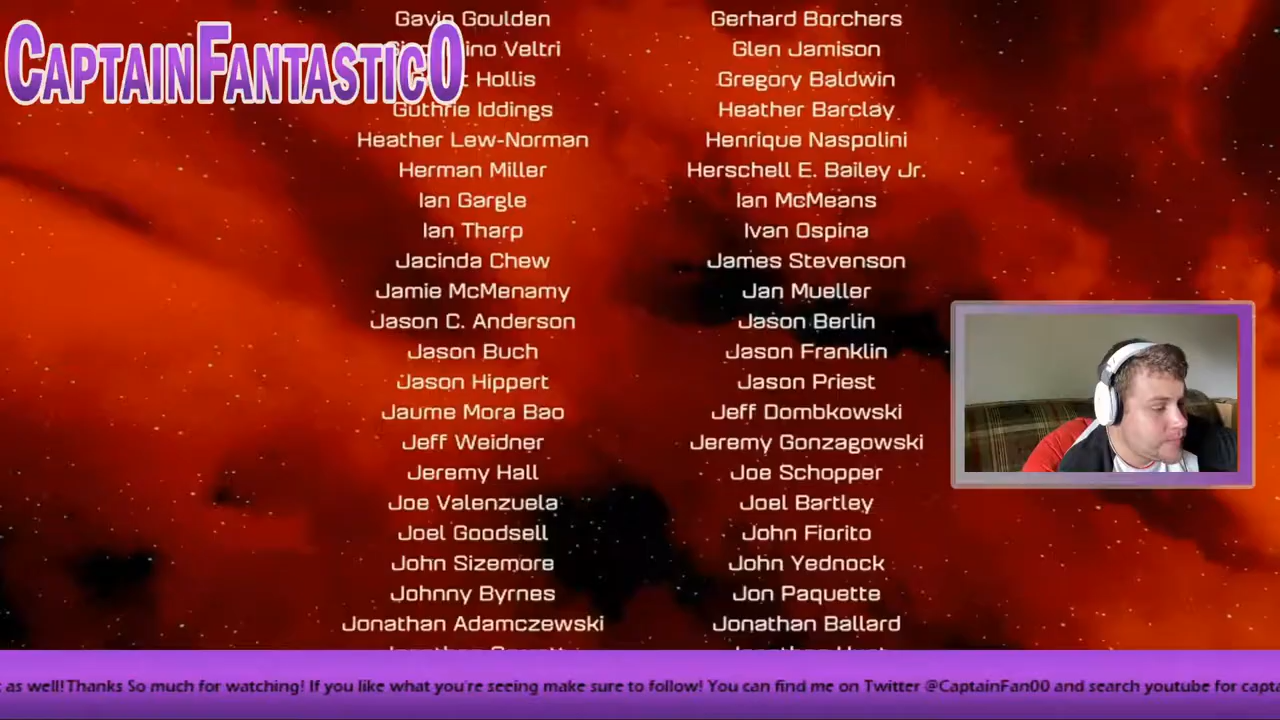 CaptainFantastic0
Goulden Gerhard Borchers
Veltri Glen Jamison
Hollis Gregory Baldwin
Guthrie Iddings Heather Barclay
Heather Lew-Norman Henrique Naspolini
Herman Miller Herschell E. Bailey Jr.
Ian Gargle Ian McMeans
Ian Tharp Ivan Ospina
Jacinda Chew James Stevenson
Jamie McMenamy Jan Mueller
Jason C. Anderson Jason Berlin
Jason Buch Jason Franklin
Jason Hippert Jason Priest
Jaume Mora Bao Jeff Dombkowski
Jeff Weidner Jeremy Gonzagowski
Jeremy Hall Joe Schopper
Joe Valenzuela Joel Bartley
Joel Goodsell John Fiorito
John Sizemore John Yednock
Johnny Byrnes Jon Paquette
Jonathan Adamczewski Jonathan Ballard
as well!Thanks So much for watching! If you like what you're seeing make sure to follow! You can find me on Twitter @CaptainFan00 and search youtube for capta